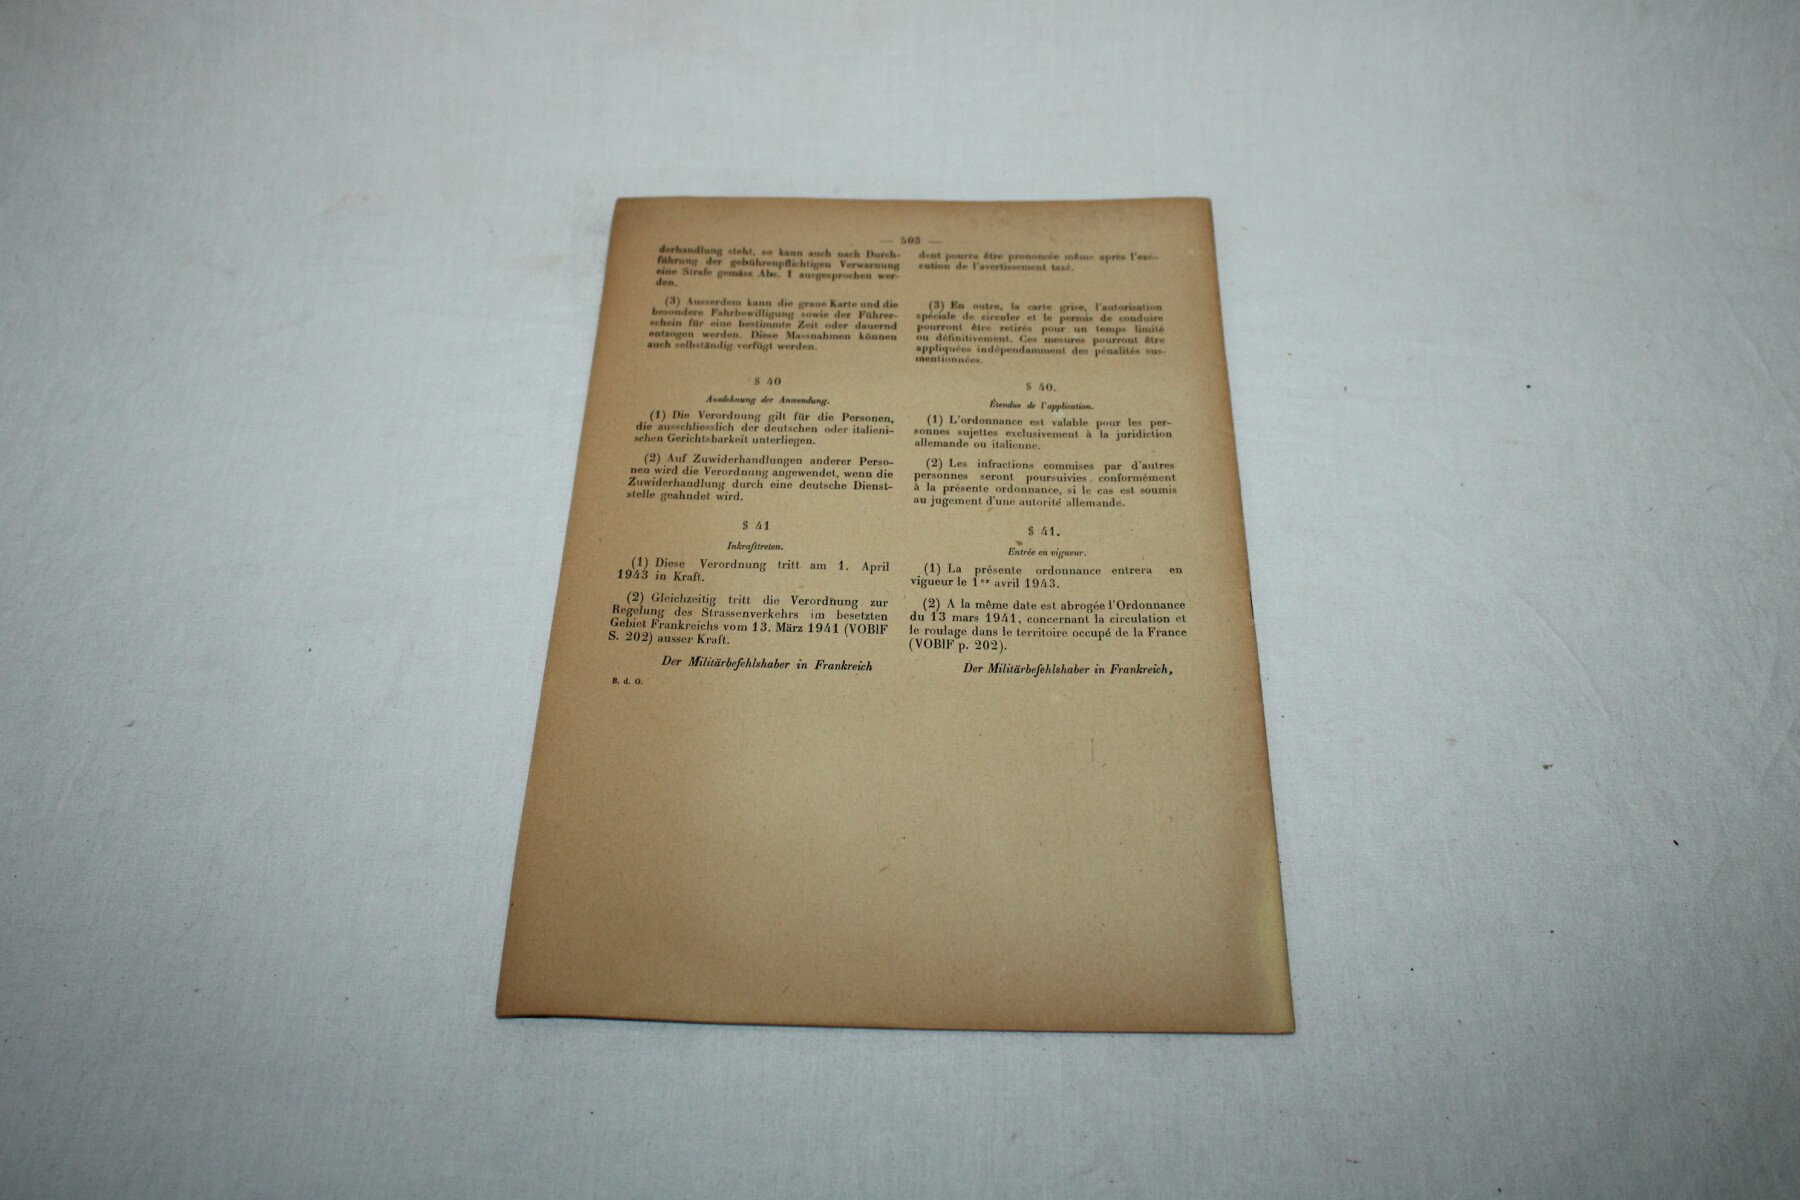 — 503 —
derhandlung steht, so kann auch nach Durch-
führung der gebührenpflichtigen Verwarnung
eine Strafe gemäss Abs. 1 ausgesprochen wer-
den.
(3) Ausserdem kann die graue Karte und die
besondere Fahrbewilligung sowie der Führer-
schein für eine bestimmte Zeit oder dauernd
entzogen werden. Diese Massnahmen können
auch selbständig verfügt werden.
§ 40
Ausdehnung der Anwendung.
(1) Die Verordnung gilt für die Personen,
die ausschliesslich der deutschen oder italieni-
schen Gerichtsbarkeit unterliegen.
(2) Auf Zuwiderhandlungen anderer Perso-
nen wird die Verordnung angewendet, wenn die
Zuwiderhandlung durch eine deutsche Dienst-
stelle geahndet wird.
§ 41
Inkrafttreten.
(1) Diese Verordnung tritt am 1. April
1943 in Kraft.
(2) Gleichzeitig tritt die Verordnung zur
Regelung des Strassenverkehrs im besetzten
Gebiet Frankreichs vom 13. März 1941 (VOBlF
S. 202) ausser Kraft.
Der Militärbefehlshaber in Frankreich
B. d. O.
dent pourra être prononcée même après l'exé-
cution de l'avertissement taxé.
(3) En outre, la carte grise, l'autorisation
spéciale de circuler et le permis de conduire
pourront être retirés pour un temps limité
ou définitivement. Ces mesures pourront être
appliquées indépendamment des pénalités sus-
mentionnées.
§ 40.
Étendue de l'application.
(1) L'ordonnance est valable pour les per-
sonnes sujettes exclusivement à la juridiction
allemande ou italienne.
(2) Les infractions commises par d'autres
personnes seront poursuivies conformément
à la présente ordonnance, si le cas est soumis
au jugement d'une autorité allemande.
§ 41.
Entrée en vigueur.
(1) La présente ordonnance entrera en
vigueur le 1er avril 1943.
(2) A la même date est abrogée l'Ordonnance
du 13 mars 1941, concernant la circulation et
le roulage dans le territoire occupé de la France
(VOBlF p. 202).
Der Militärbefehlshaber in Frankreich,